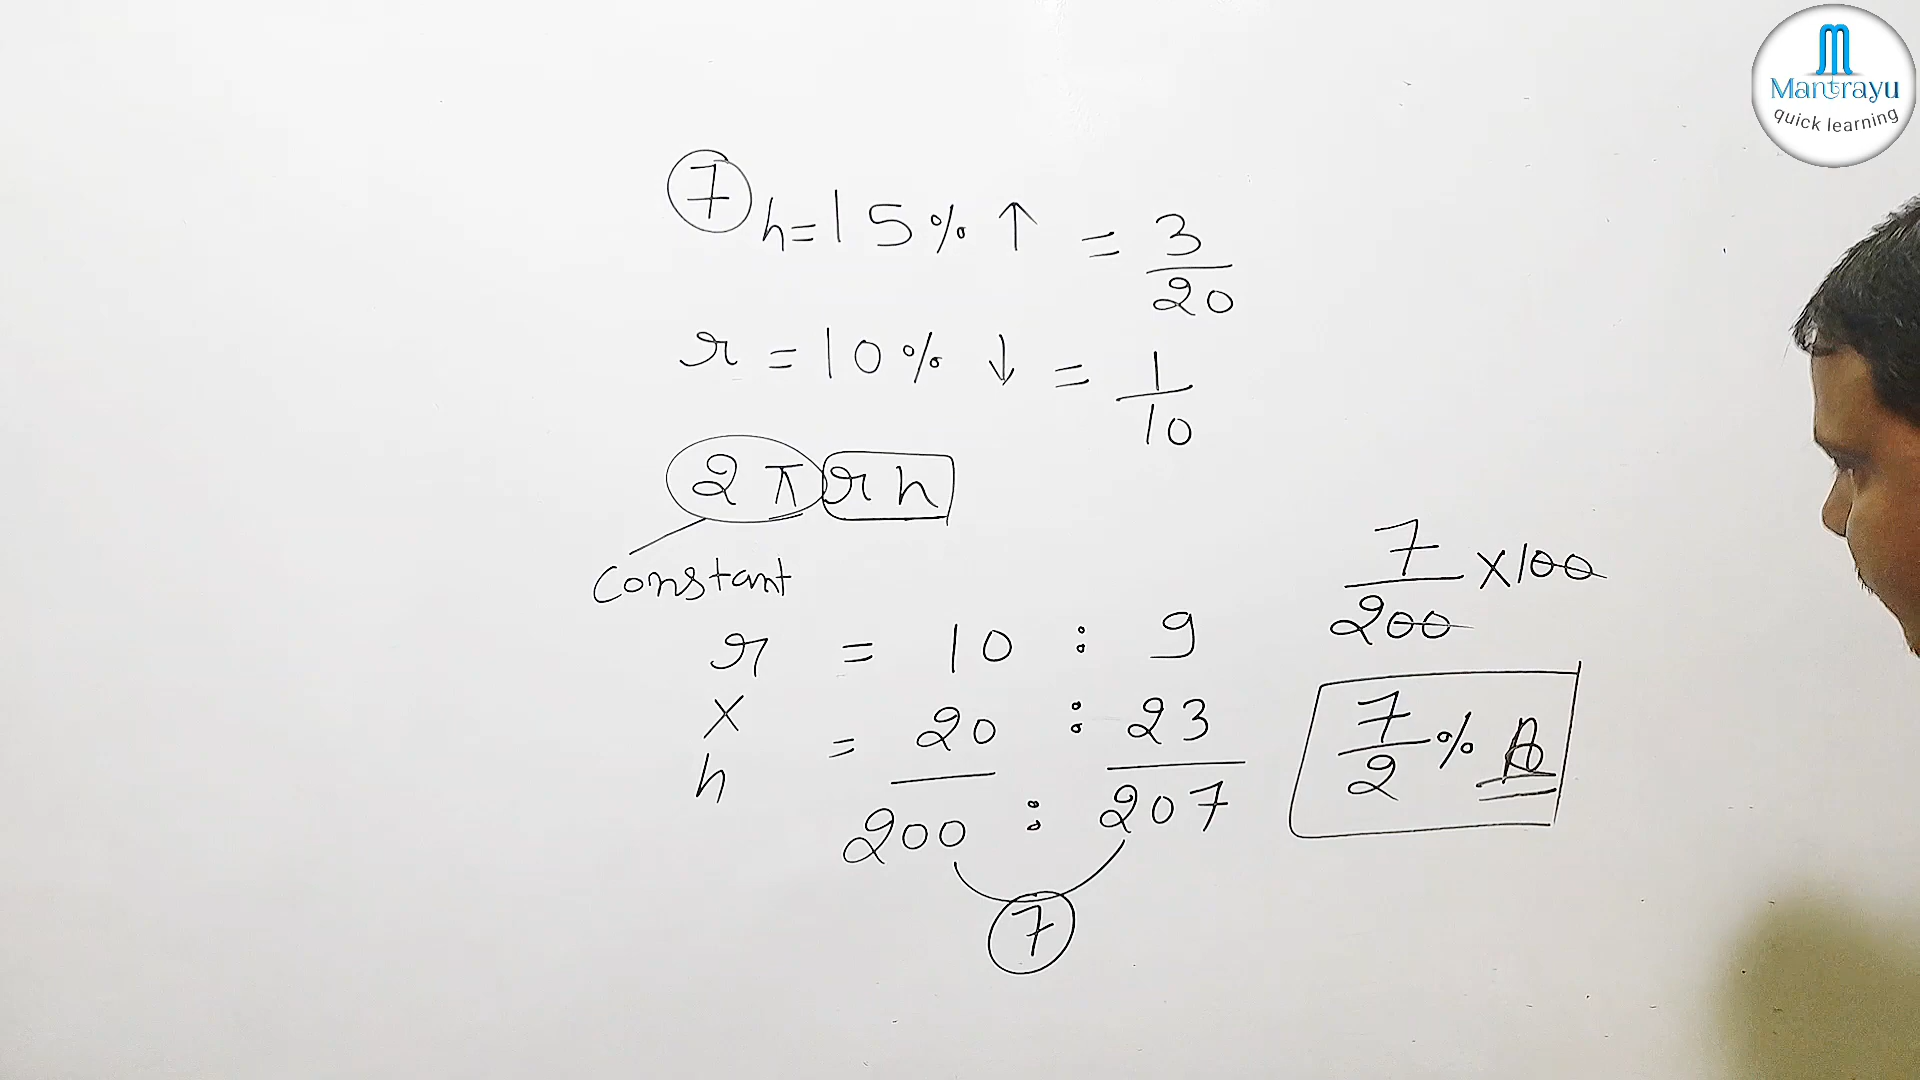 Mantrayu
quick learning
7
h = 15% ↑ = 3/20
r = 10% ↓ = 1/10
2 π r h
constant
r = 10 : 9
×
h = 20 : 23
200 : 207
7
7/200 × 100
7/2 %